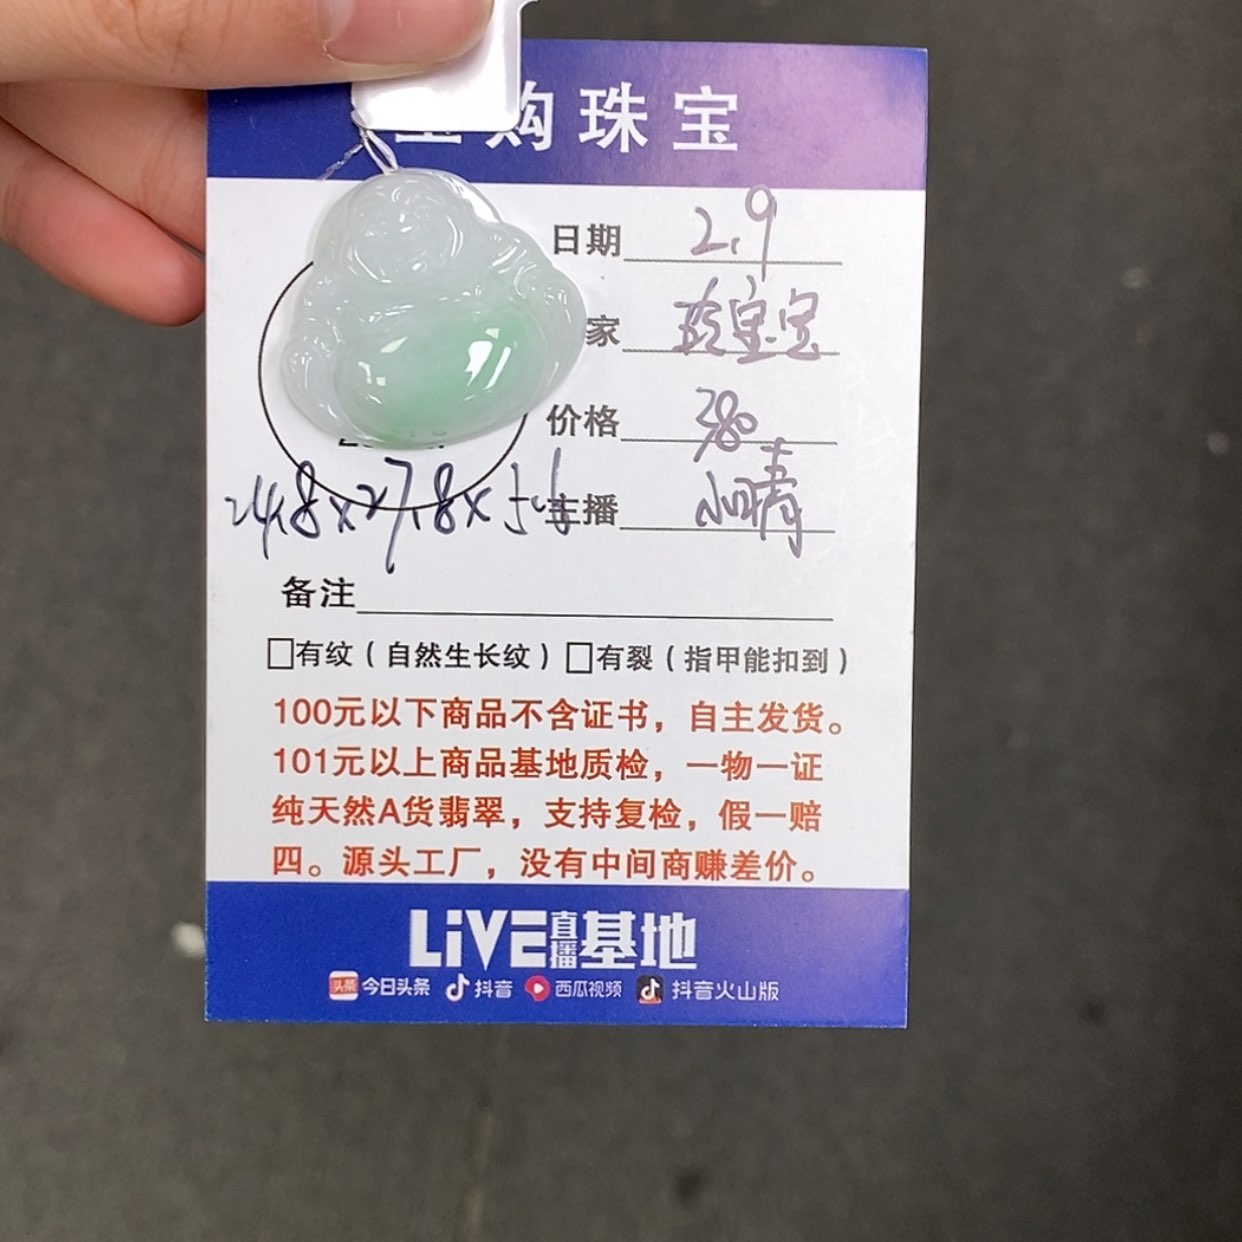 购珠宝
日期 2.9
家 玲宝宝
价格 380
24.8x27.8x5.6
主播 小晴
备注
□有纹（自然生长纹）□有裂（指甲能扣到）
100元以下商品不含证书，自主发货。
101元以上商品基地质检，一物一证
纯天然A货翡翠，支持复检，假一赔
四。源头工厂，没有中间商赚差价。
LiVE直播基地
头条 今日头条 抖音 西瓜视频 抖音火山版